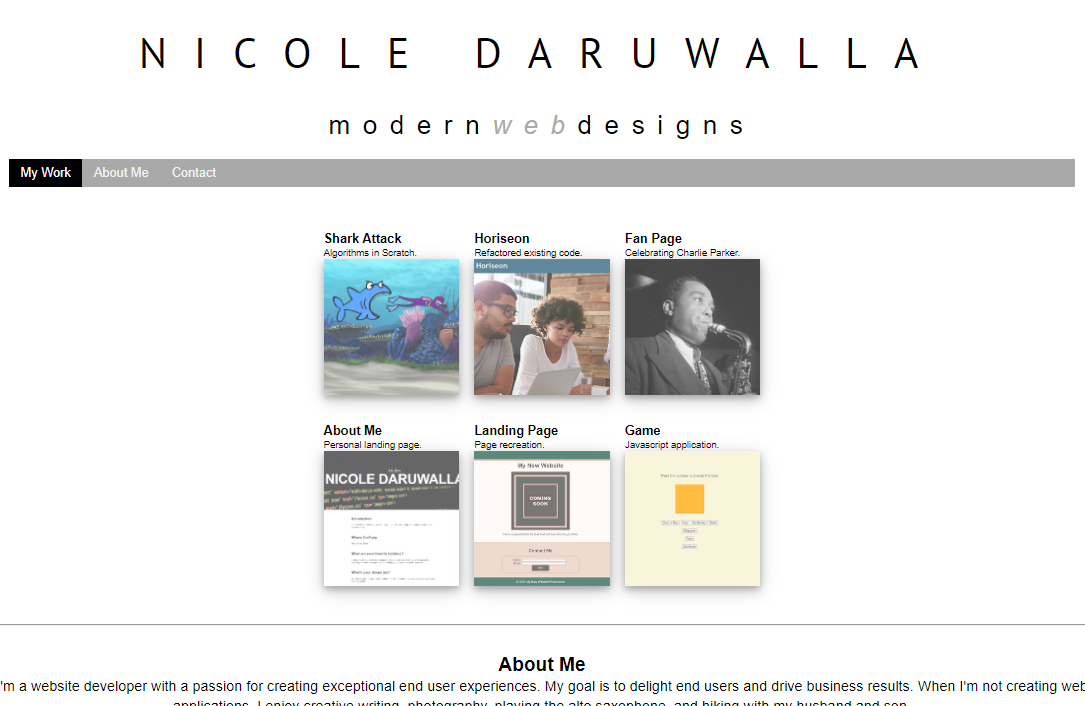 NICOLE DARUWALLA
modernwebdesigns
My Work About Me Contact
Shark Attack Horiseon Fan Page
Algorithms in Scratch. Refactored existing code. Celebrating Charlie Parker.
Horiseon
About Me Landing Page Game
Personal landing page. Page recreation. Javascript application.
My New Website
NICOLE DARUWALLA
COMING
SOON
Contact Me
About Me
'm a website developer with a passion for creating exceptional end user experiences. My goal is to delight end users and drive business results. When I'm not creating web
applications, I enjoy creative writing, photography, playing the alto saxophone, and hiking with my husband and son.